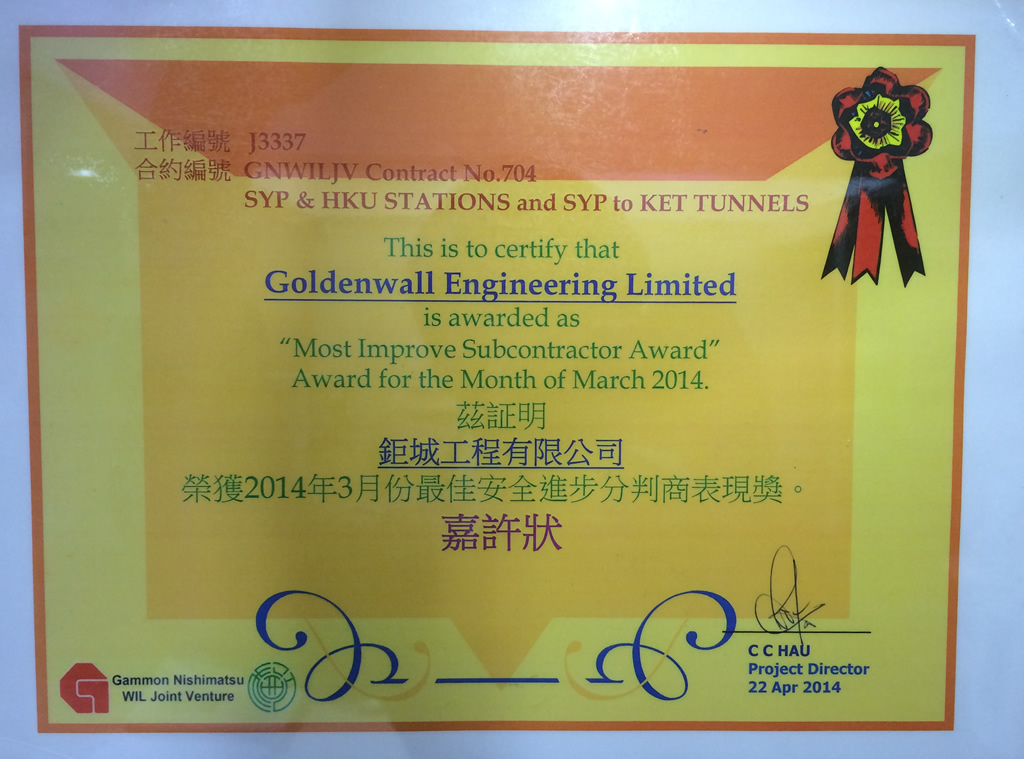 工作編號 J3337
合約編號 GNWILJV Contract No.704
SYP & HKU STATIONS and SYP to KET TUNNELS
This is to certify that
Goldenwall Engineering Limited
is awarded as
“Most Improve Subcontractor Award”
Award for the Month of March 2014.
茲証明
鉅城工程有限公司
榮獲2014年3月份最佳安全進步分判商表現獎。
嘉許狀
C C HAU
Project Director
22 Apr 2014
Gammon Nishimatsu
WIL Joint Venture